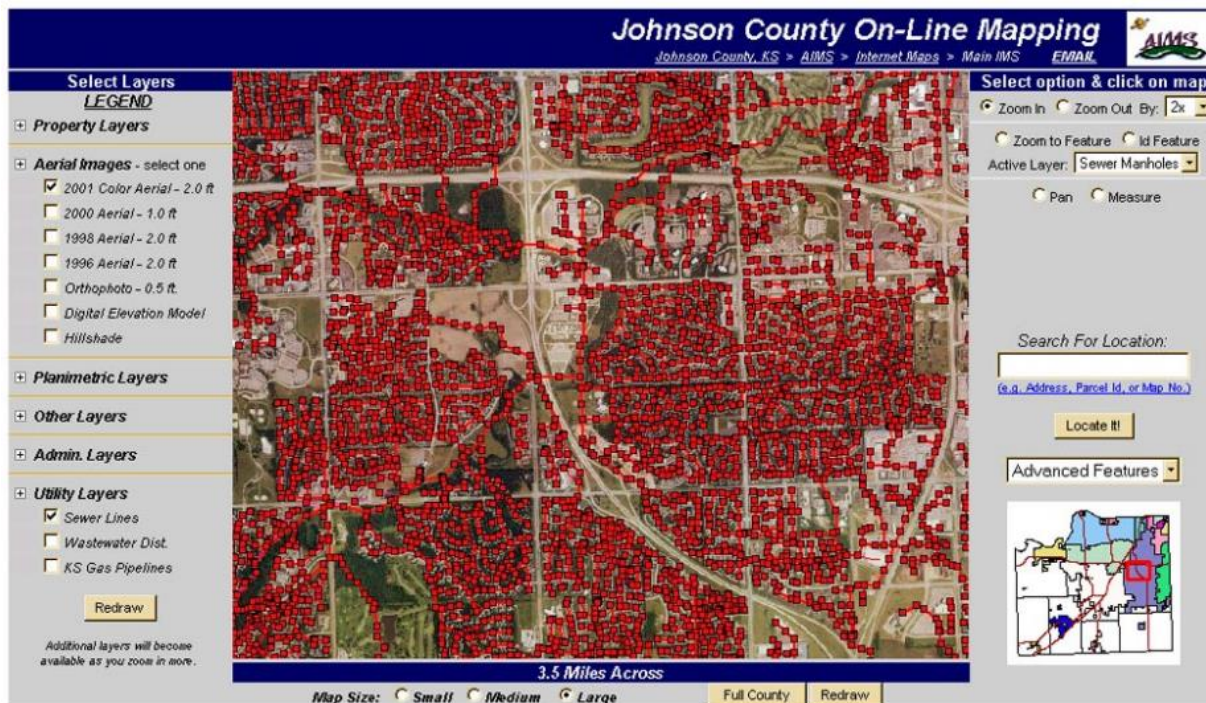 Johnson County On-Line Mapping
Johnson County, KS > AIMS > Internet Maps > Main IMS EMAIL
AIMS
Select Layers
LEGEND
Property Layers
Aerial Images - select one
2001 Color Aerial - 2.0 ft
2000 Aerial - 1.0 ft
1998 Aerial - 2.0 ft
1996 Aerial - 2.0 ft
Orthophoto - 0.5 ft.
Digital Elevation Model
Hillshade
Planimetric Layers
Other Layers
Admin. Layers
Utility Layers
Sewer Lines
Wastewater Dist.
KS Gas Pipelines
Redraw
Additional layers will become
available as you zoom in more.
3.5 Miles Across
Map Size: Small Medium Large Full County Redraw
Select option & click on map
Zoom In Zoom Out By: 2x
Zoom to Feature Id Feature
Active Layer: Sewer Manholes
Pan Measure
Search For Location:
(e.g. Address, Parcel Id, or Map No.)
Locate It!
Advanced Features